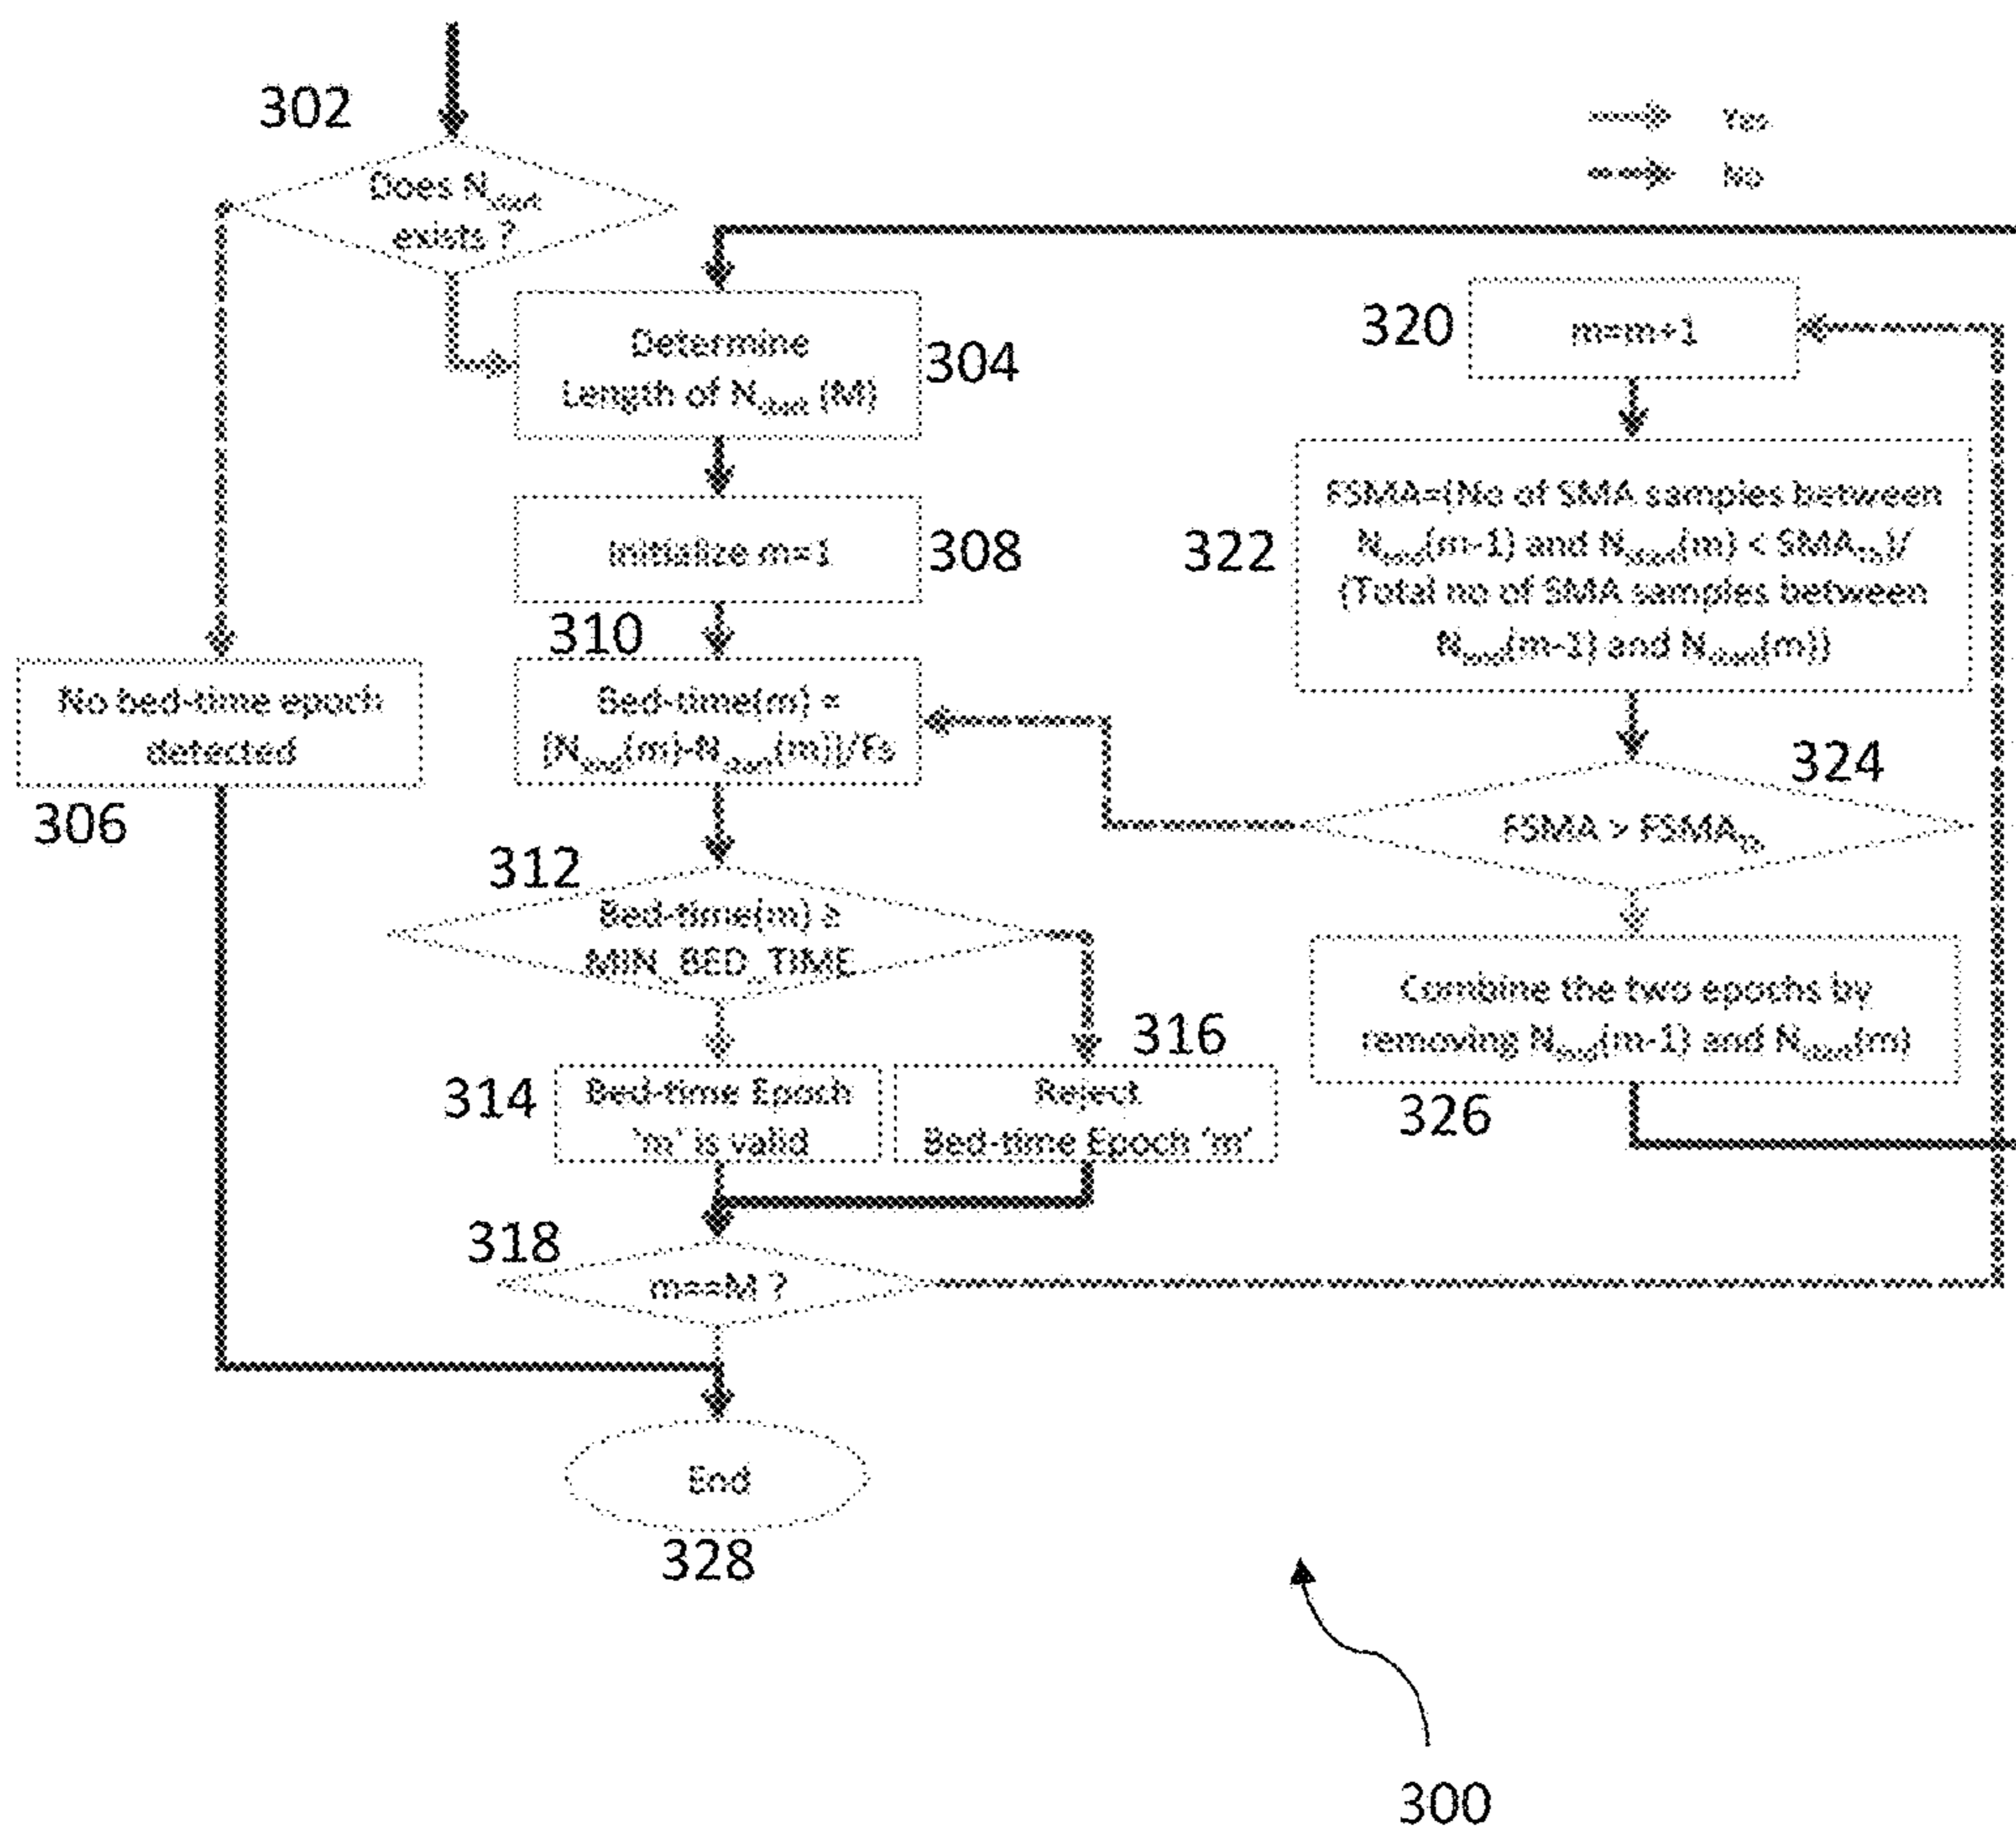 302
Does N_start
exists ?
Yes
No
Determine
Length of N_start (M)
304
320
m=m+1
Initialize m=1
308
322
FSMA=(No of SMA samples between
N_end(m-1) and N_start(m) < SMA_Th)/
(Total no of SMA samples between
N_end(m-1) and N_start(m))
310
Bed-time(m) =
[N_end(m)-N_start(m)]/Fs
No bed-time epoch
detected
306
324
FSMA > FSMA_Th
312
Bed-time(m) ≥
MIN_BED_TIME
314
Bed-time Epoch
'm' is valid
316
Reject
Bed-time Epoch 'm'
Combine the two epochs by
removing N_end(m-1) and N_start(m)
326
318
m==M ?
End
328
300